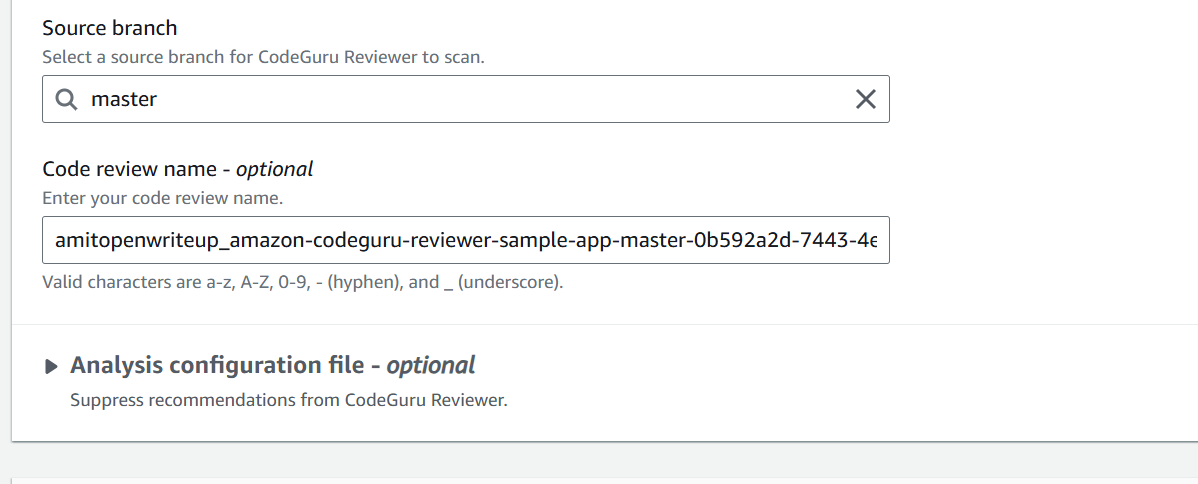 Source branch
Select a source branch for CodeGuru Reviewer to scan.
master
Code review name - optional
Enter your code review name.
amitopenwriteup_amazon-codeguru-reviewer-sample-app-master-0b592a2d-7443-4e
Valid characters are a-z, A-Z, 0-9, - (hyphen), and _ (underscore).
Analysis configuration file - optional
Suppress recommendations from CodeGuru Reviewer.